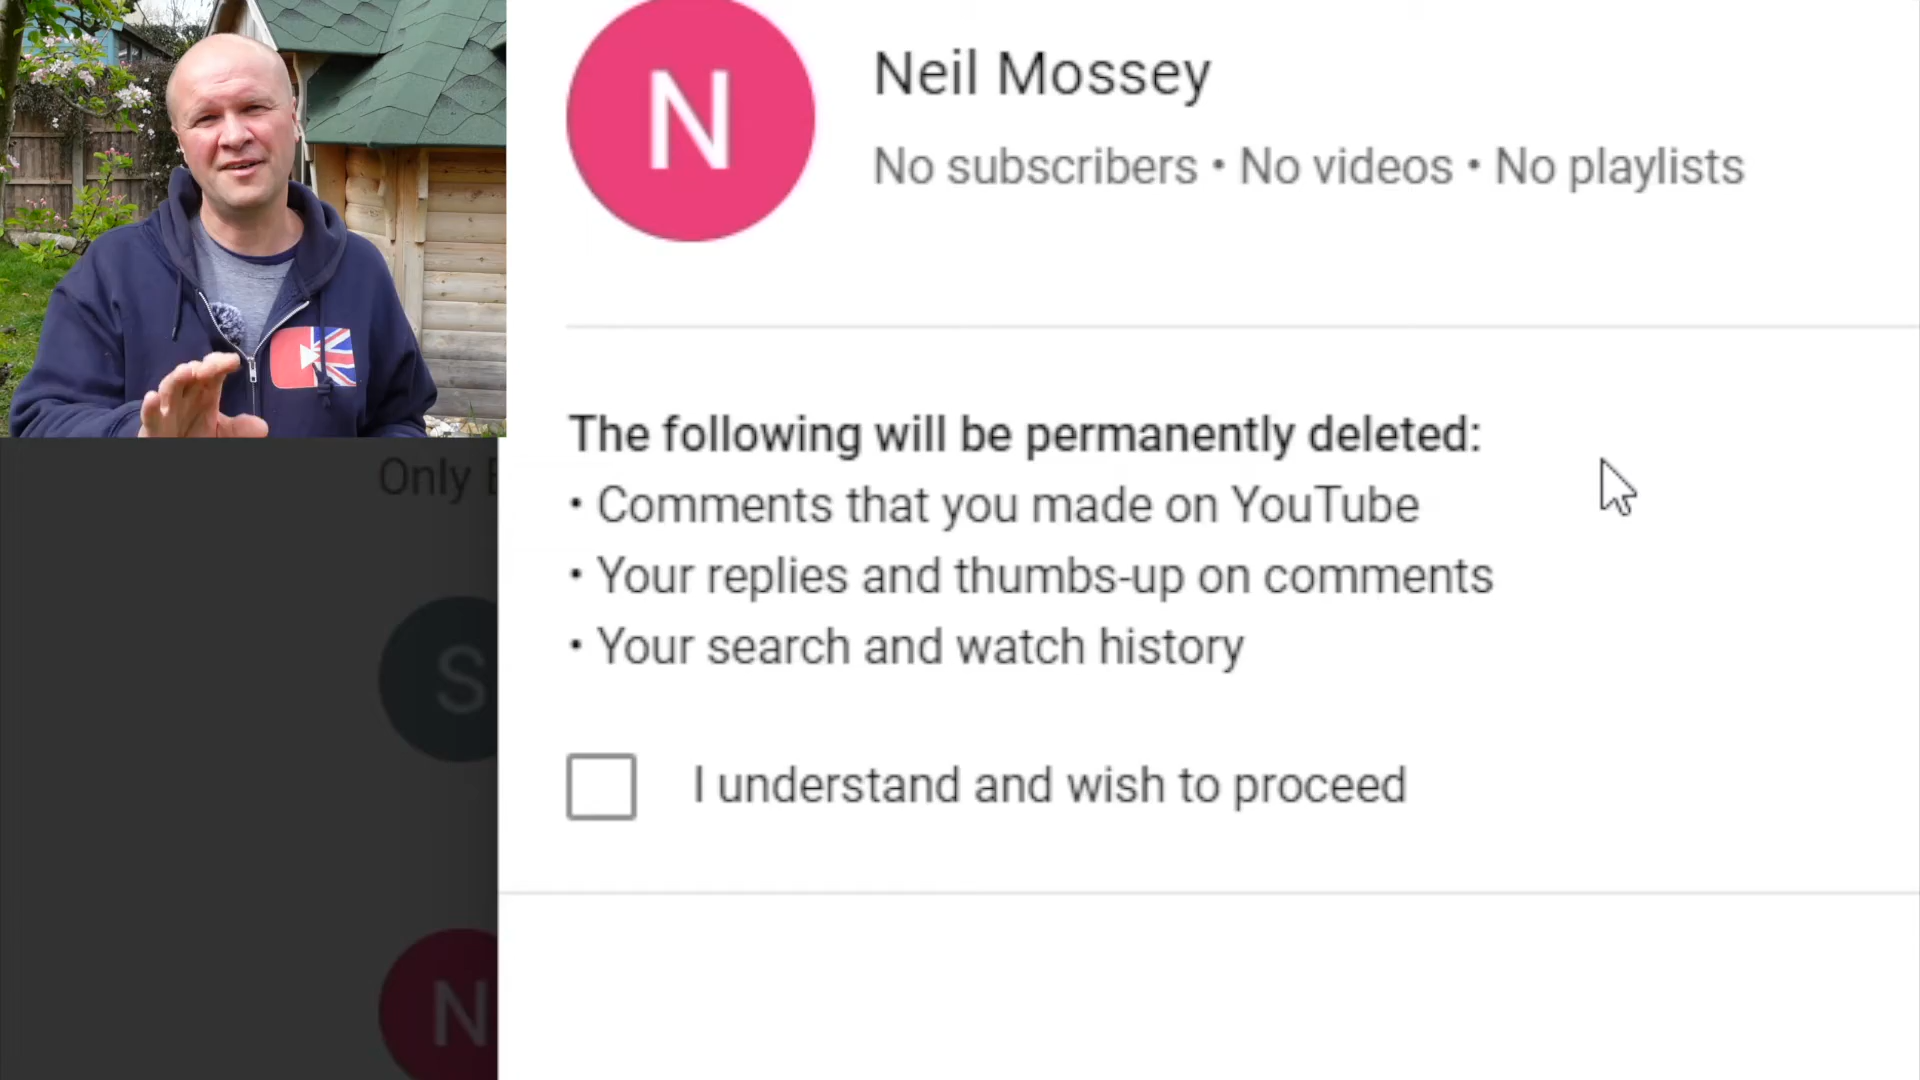 N
Neil Mossey
No subscribers • No videos • No playlists
The following will be permanently deleted:
Only
• Comments that you made on YouTube
• Your replies and thumbs-up on comments
• Your search and watch history
S
I understand and wish to proceed
N